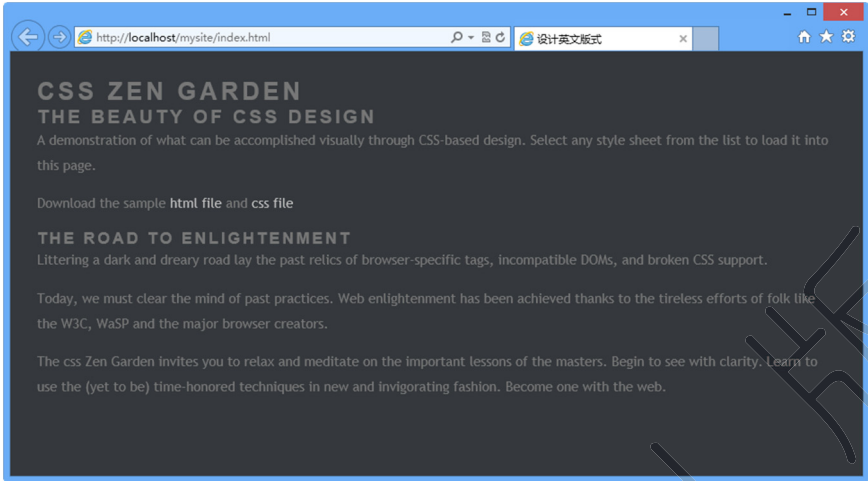 http://localhost/mysite/index.html
设计英文版式
CSS ZEN GARDEN
THE BEAUTY OF CSS DESIGN
A demonstration of what can be accomplished visually through CSS-based design. Select any style sheet from the list to load it into
this page.
Download the sample html file and css file
THE ROAD TO ENLIGHTENMENT
Littering a dark and dreary road lay the past relics of browser-specific tags, incompatible DOMs, and broken CSS support.
Today, we must clear the mind of past practices. Web enlightenment has been achieved thanks to the tireless efforts of folk like
the W3C, WaSP and the major browser creators.
The css Zen Garden invites you to relax and meditate on the important lessons of the masters. Begin to see with clarity. Learn to
use the (yet to be) time-honored techniques in new and invigorating fashion. Become one with the web.